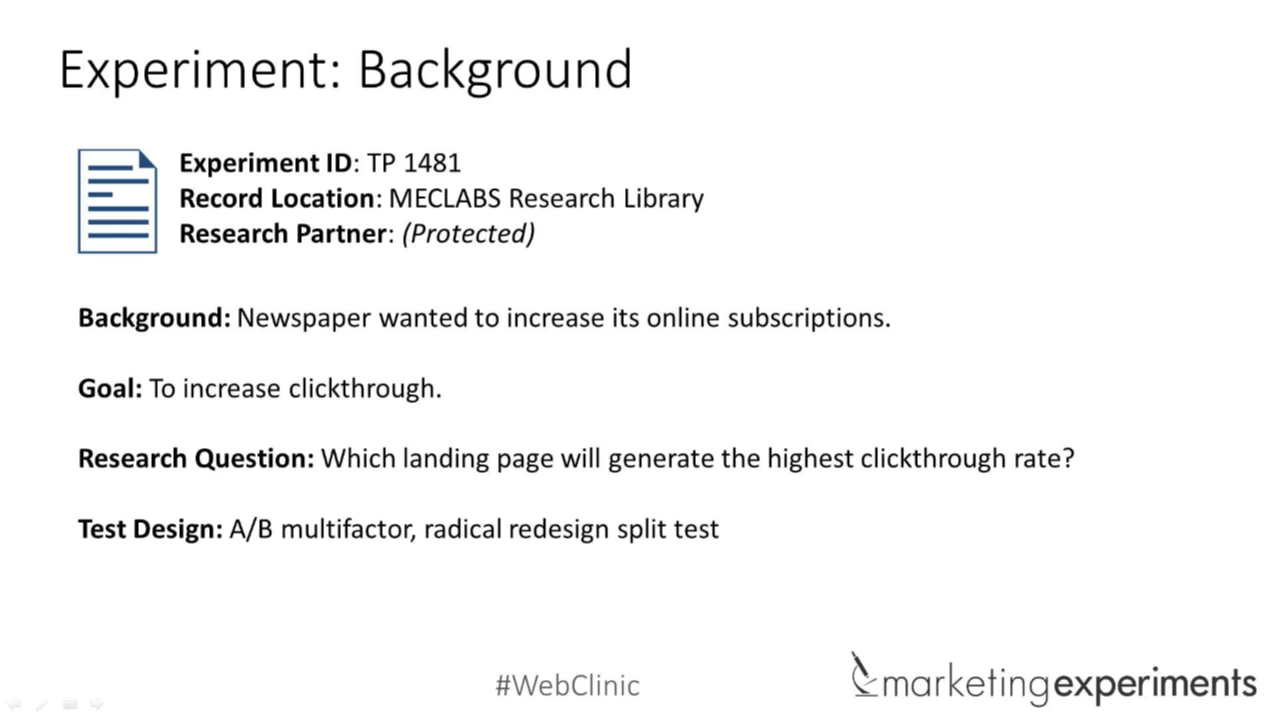 Experiment: Background
Experiment ID: TP 1481
Record Location: MECLABS Research Library
Research Partner: (Protected)
Background: Newspaper wanted to increase its online subscriptions.
Goal: To increase clickthrough.
Research Question: Which landing page will generate the highest clickthrough rate?
Test Design: A/B multifactor, radical redesign split test
#WebClinic
marketingexperiments